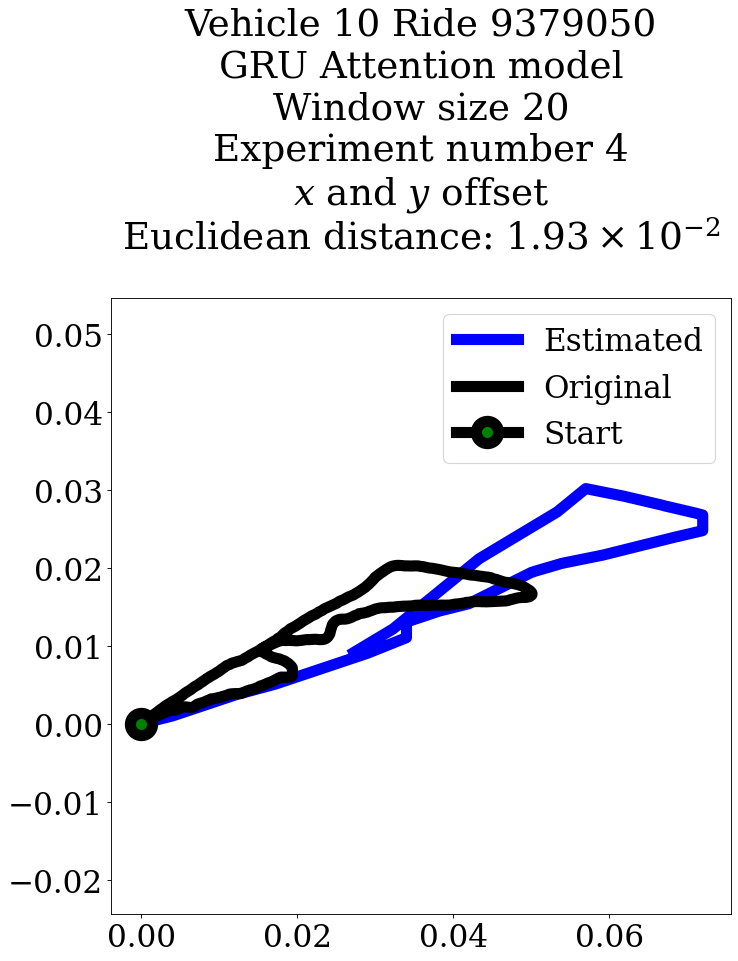 Vehicle 10 Ride 9379050
GRU Attention model
Window size 20
Experiment number 4
x and y offset
Euclidean distance: 1.93 × 10⁻²
Estimated
Original
Start
0.05
0.04
0.03
0.02
0.01
0.00
−0.01
−0.02
0.00 0.02 0.04 0.06